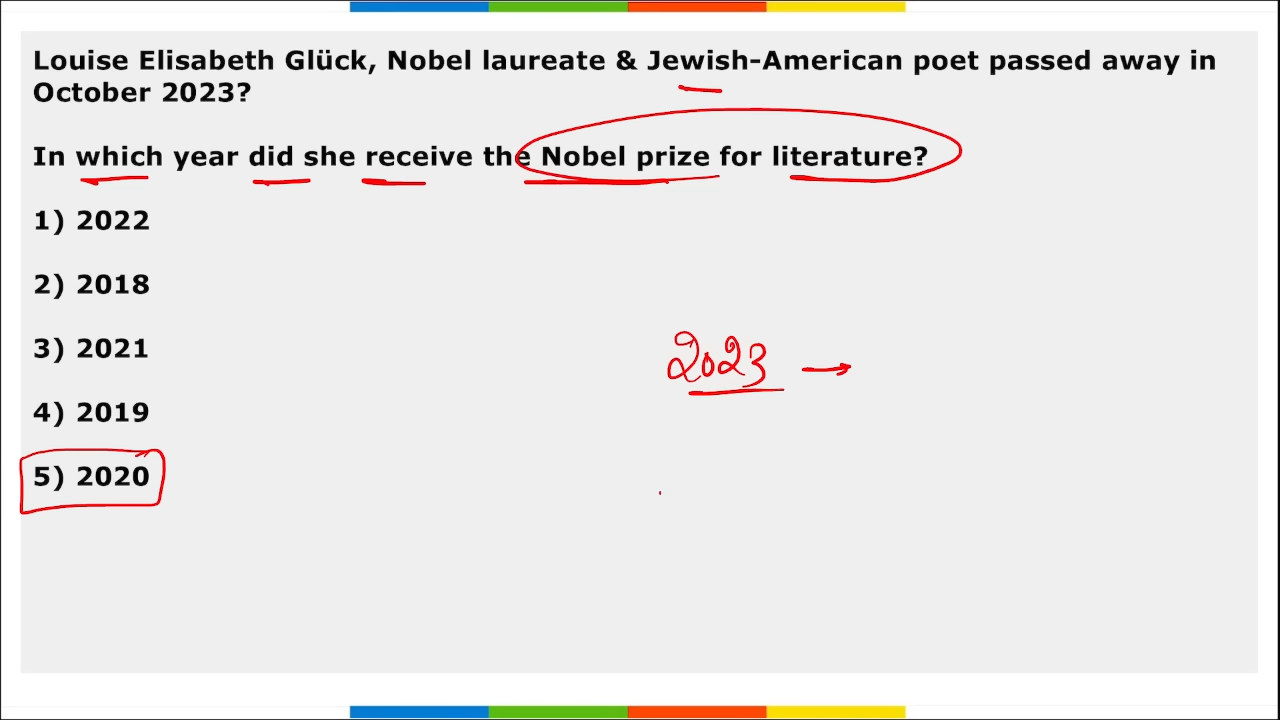 Louise Elisabeth Glück, Nobel laureate & Jewish-American poet passed away in
October 2023?
In which year did she receive the Nobel prize for literature?
1) 2022
2) 2018
3) 2021
2023 →
4) 2019
5) 2020